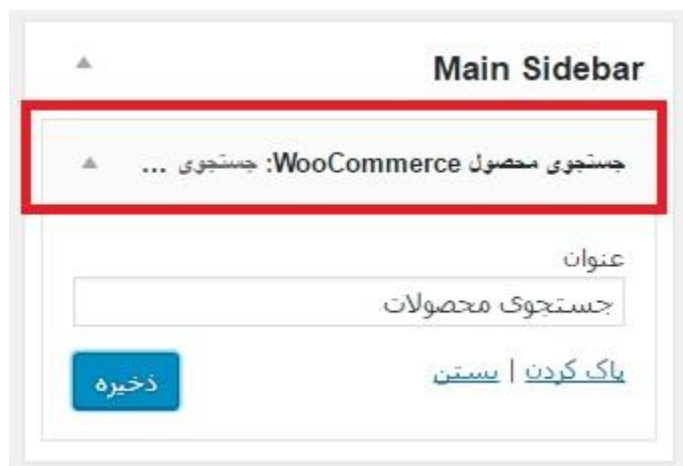 Main Sidebar
جستجوی محصول WooCommerce: جستجوی ...
عنوان
جستجوی محصولات
پاک کردن | بستن
ذخیره